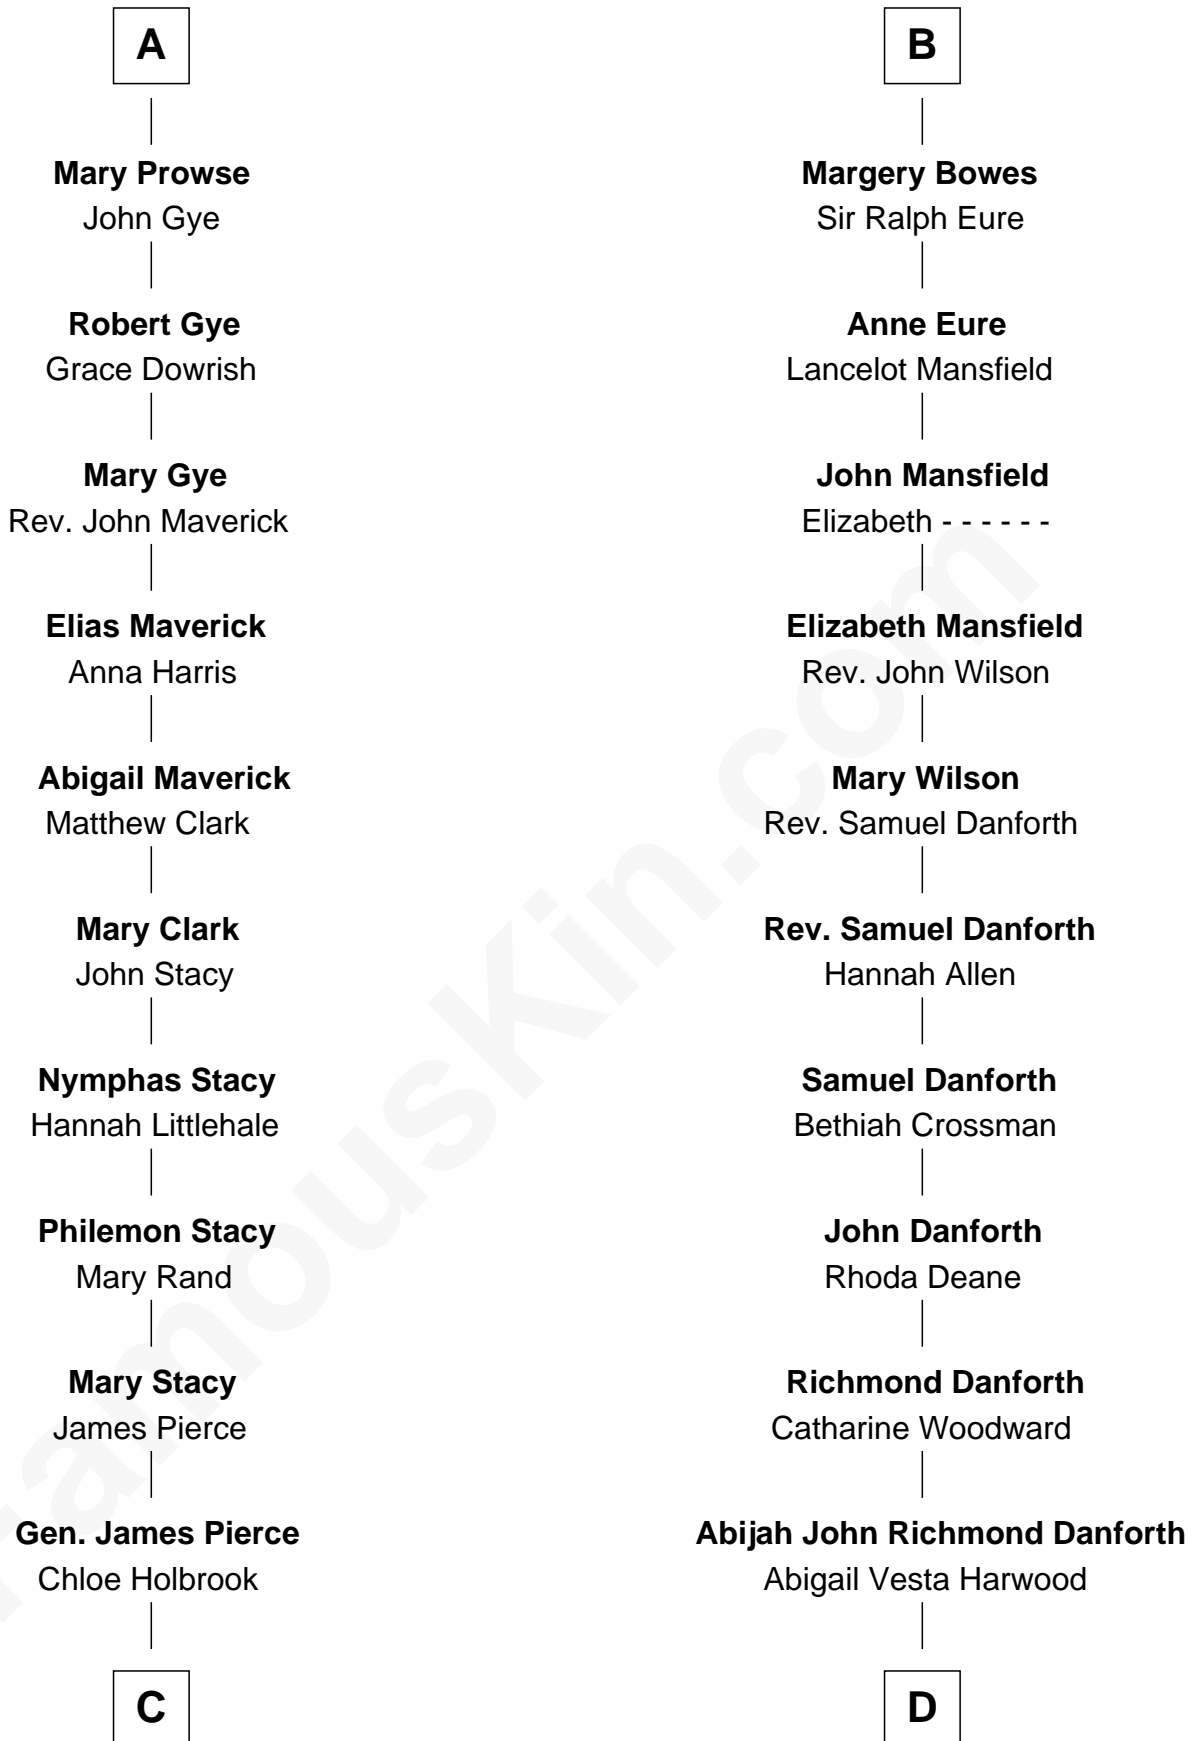 A
Mary Prowse
John Gye
Robert Gye
Grace Dowrish
Mary Gye
Rev. John Maverick
Elias Maverick
Anna Harris
Abigail Maverick
Matthew Clark
Mary Clark
John Stacy
Nymphas Stacy
Hannah Littlehale
Philemon Stacy
Mary Rand
Mary Stacy
James Pierce
Gen. James Pierce
Chloe Holbrook
C
B
Margery Bowes
Sir Ralph Eure
Anne Eure
Lancelot Mansfield
John Mansfield
Elizabeth - - - - - -
Elizabeth Mansfield
Rev. John Wilson
Mary Wilson
Rev. Samuel Danforth
Rev. Samuel Danforth
Hannah Allen
Samuel Danforth
Bethiah Crossman
John Danforth
Rhoda Deane
Richmond Danforth
Catharine Woodward
Abijah John Richmond Danforth
Abigail Vesta Harwood
D
FamousKin.com